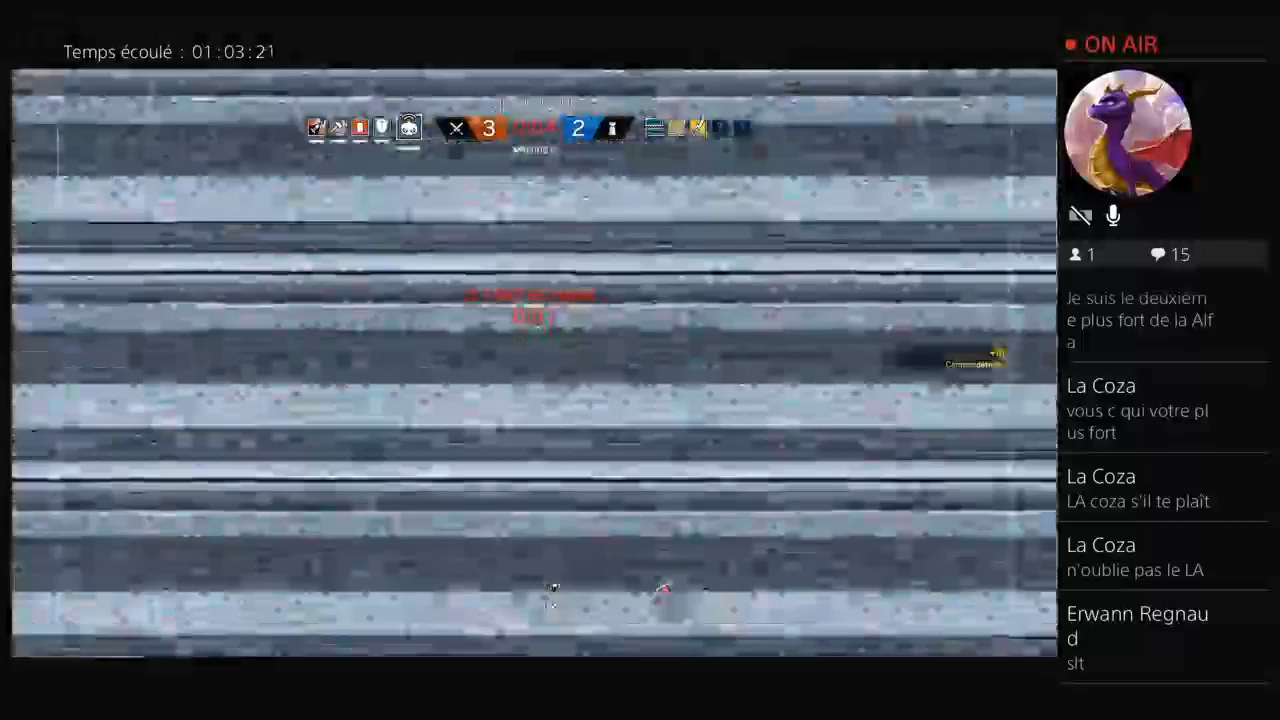 Temps écoulé : 01:03:21
ON AIR
3
2
1
15
Je suis le deuxièm
e plus fort de la Alf
a
La Coza
vous c qui votre pl
us fort
La Coza
LA coza s'il te plaît
La Coza
n'oublie pas le LA
Erwann Regnau
d
slt